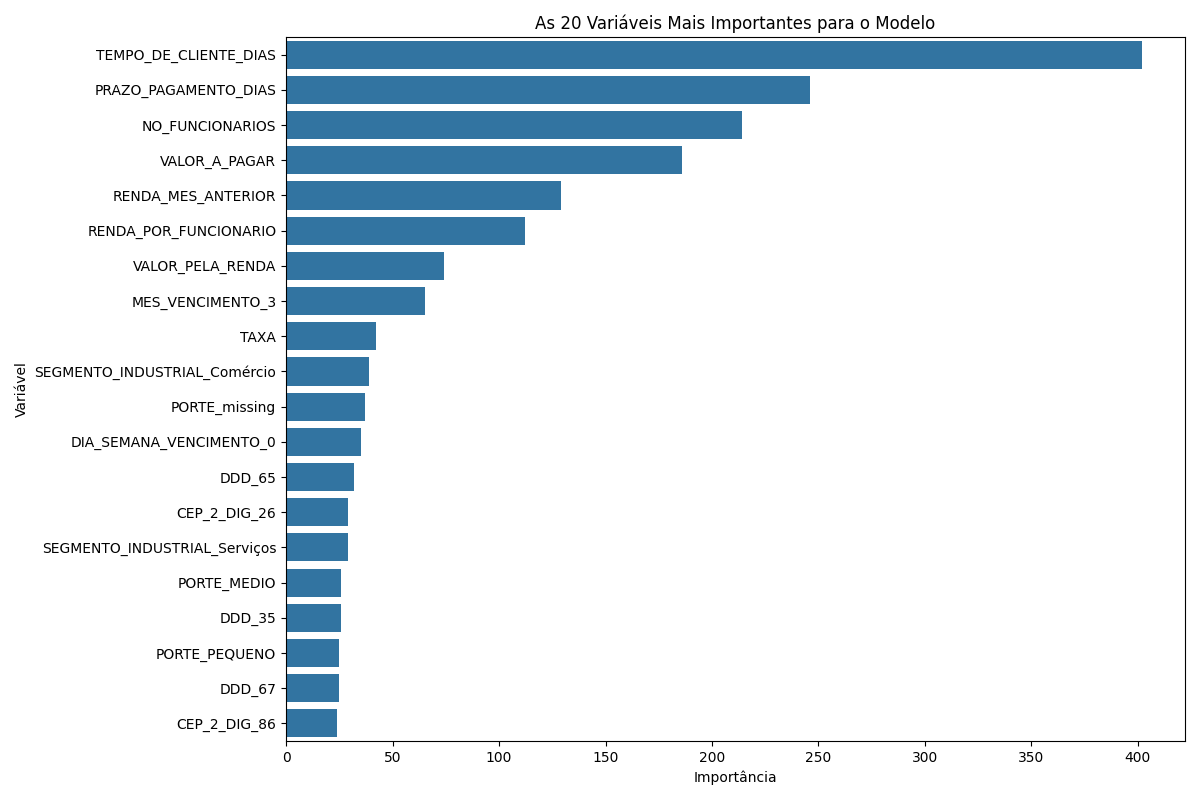 As 20 Variáveis Mais Importantes para o Modelo
TEMPO_DE_CLIENTE_DIAS
PRAZO_PAGAMENTO_DIAS
NO_FUNCIONARIOS
VALOR_A_PAGAR
RENDA_MES_ANTERIOR
RENDA_POR_FUNCIONARIO
VALOR_PELA_RENDA
MES_VENCIMENTO_3
TAXA
SEGMENTO_INDUSTRIAL_Comércio
PORTE_missing
DIA_SEMANA_VENCIMENTO_0
DDD_65
CEP_2_DIG_26
SEGMENTO_INDUSTRIAL_Serviços
PORTE_MEDIO
DDD_35
PORTE_PEQUENO
DDD_67
CEP_2_DIG_86
Variável
0 50 100 150 200 250 300 350 400
Importância